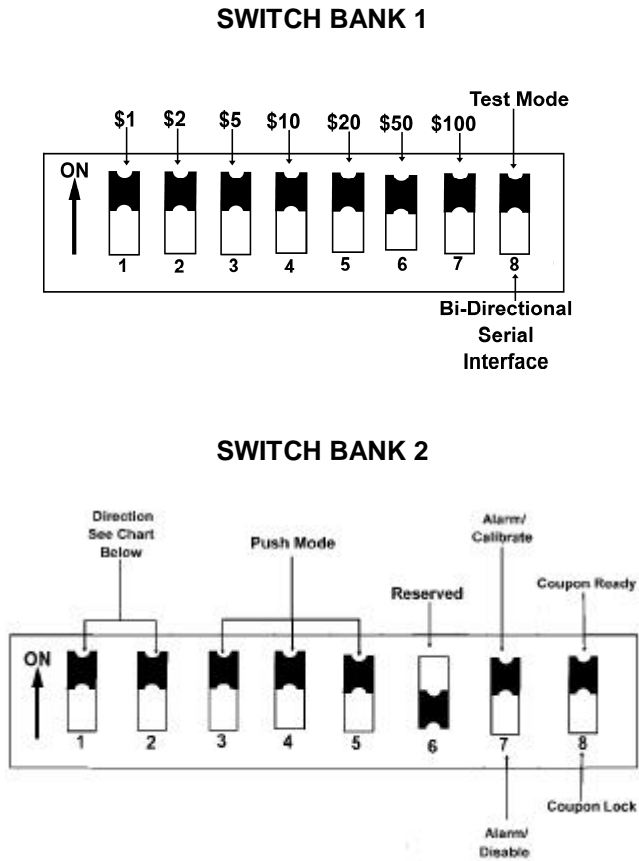 SWITCH BANK 1
Test Mode
$1 $2 $5 $10 $20 $50 $100
ON
1 2 3 4 5 6 7 8
Bi-Directional
Serial
Interface
SWITCH BANK 2
Direction
See Chart
Below
Push Mode
Reserved
Alarm/
Calibrate
Coupon Ready
ON
1 2 3 4 5 6 7 8
Coupon Lock
Alarm/
Disable